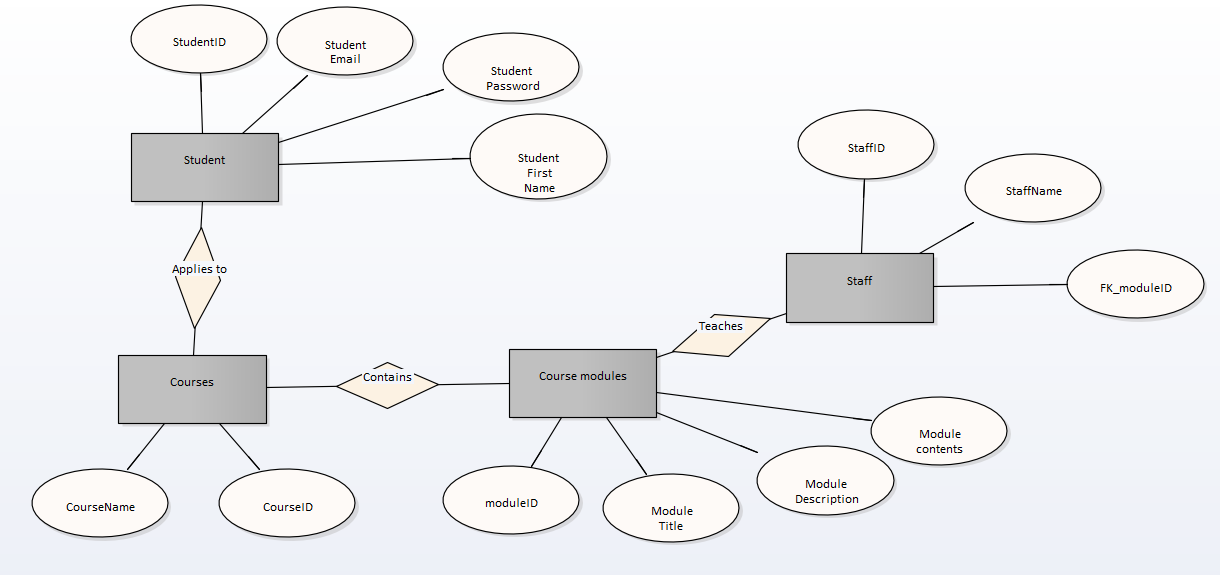 StudentID
Student
Email
Student
Password
Student
First
Name
Student
StaffID
StaffName
Staff
FK_moduleID
Applies to
Teaches
Courses
Contains
Course modules
CourseName
CourseID
moduleID
Module
Title
Module
Description
Module
contents